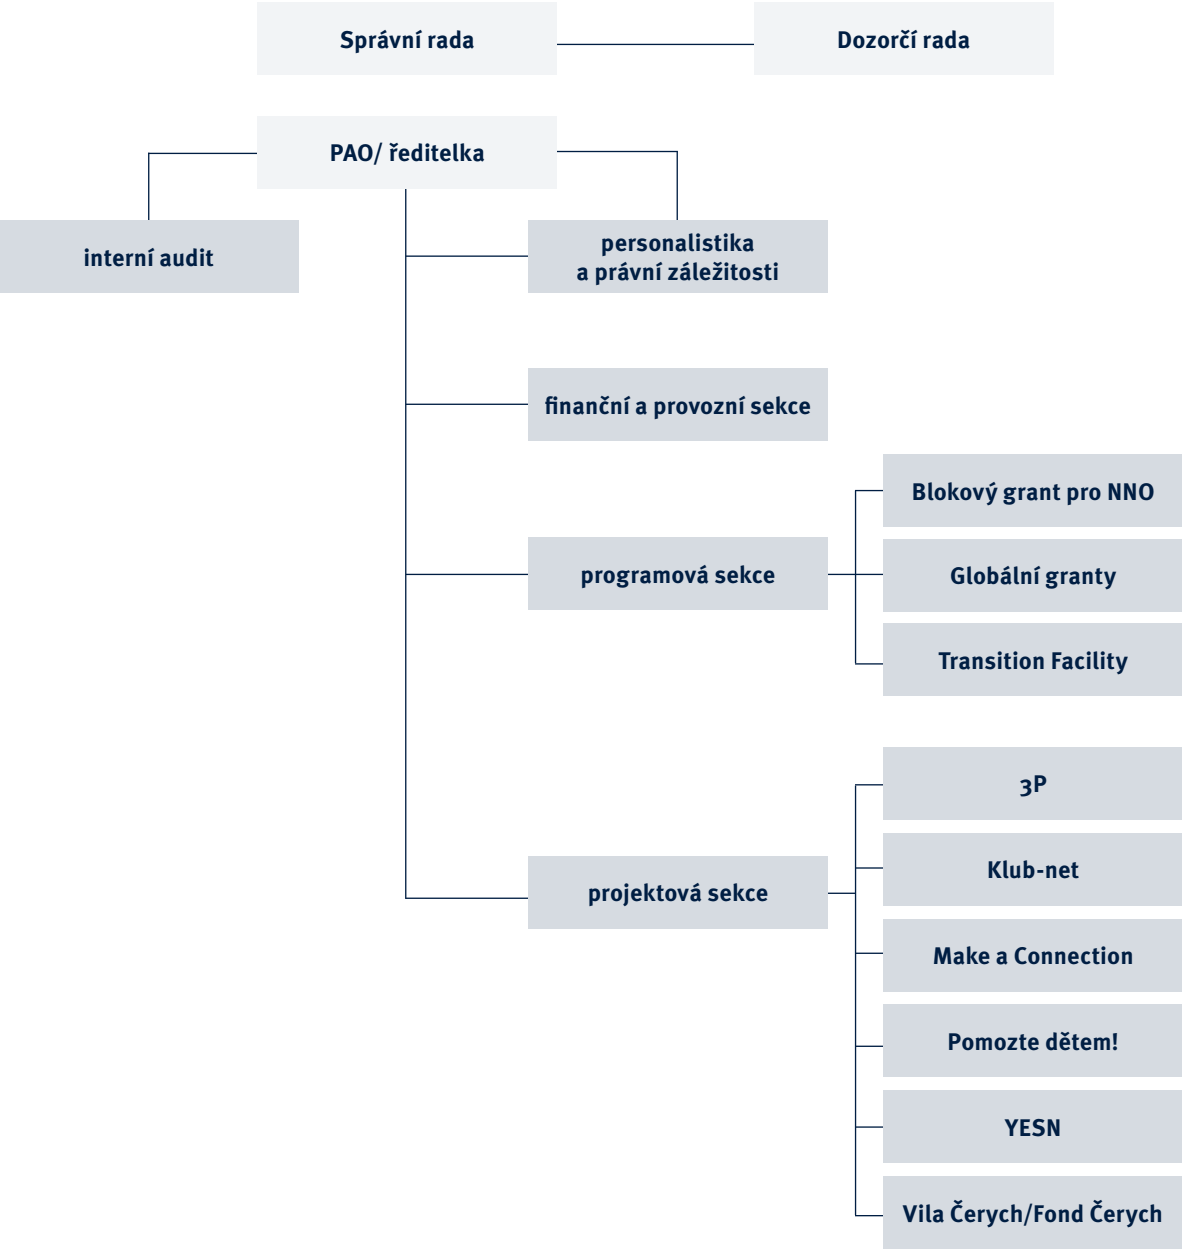 Správní rada
Dozorčí rada
PAO/ ředitelka
interní audit
personalistika
a právní záležitosti
finanční a provozní sekce
Blokový grant pro NNO
programová sekce
Globální granty
Transition Facility
3P
Klub-net
projektová sekce
Make a Connection
Pomozte dětem!
YESN
Vila Čerych/Fond Čerych